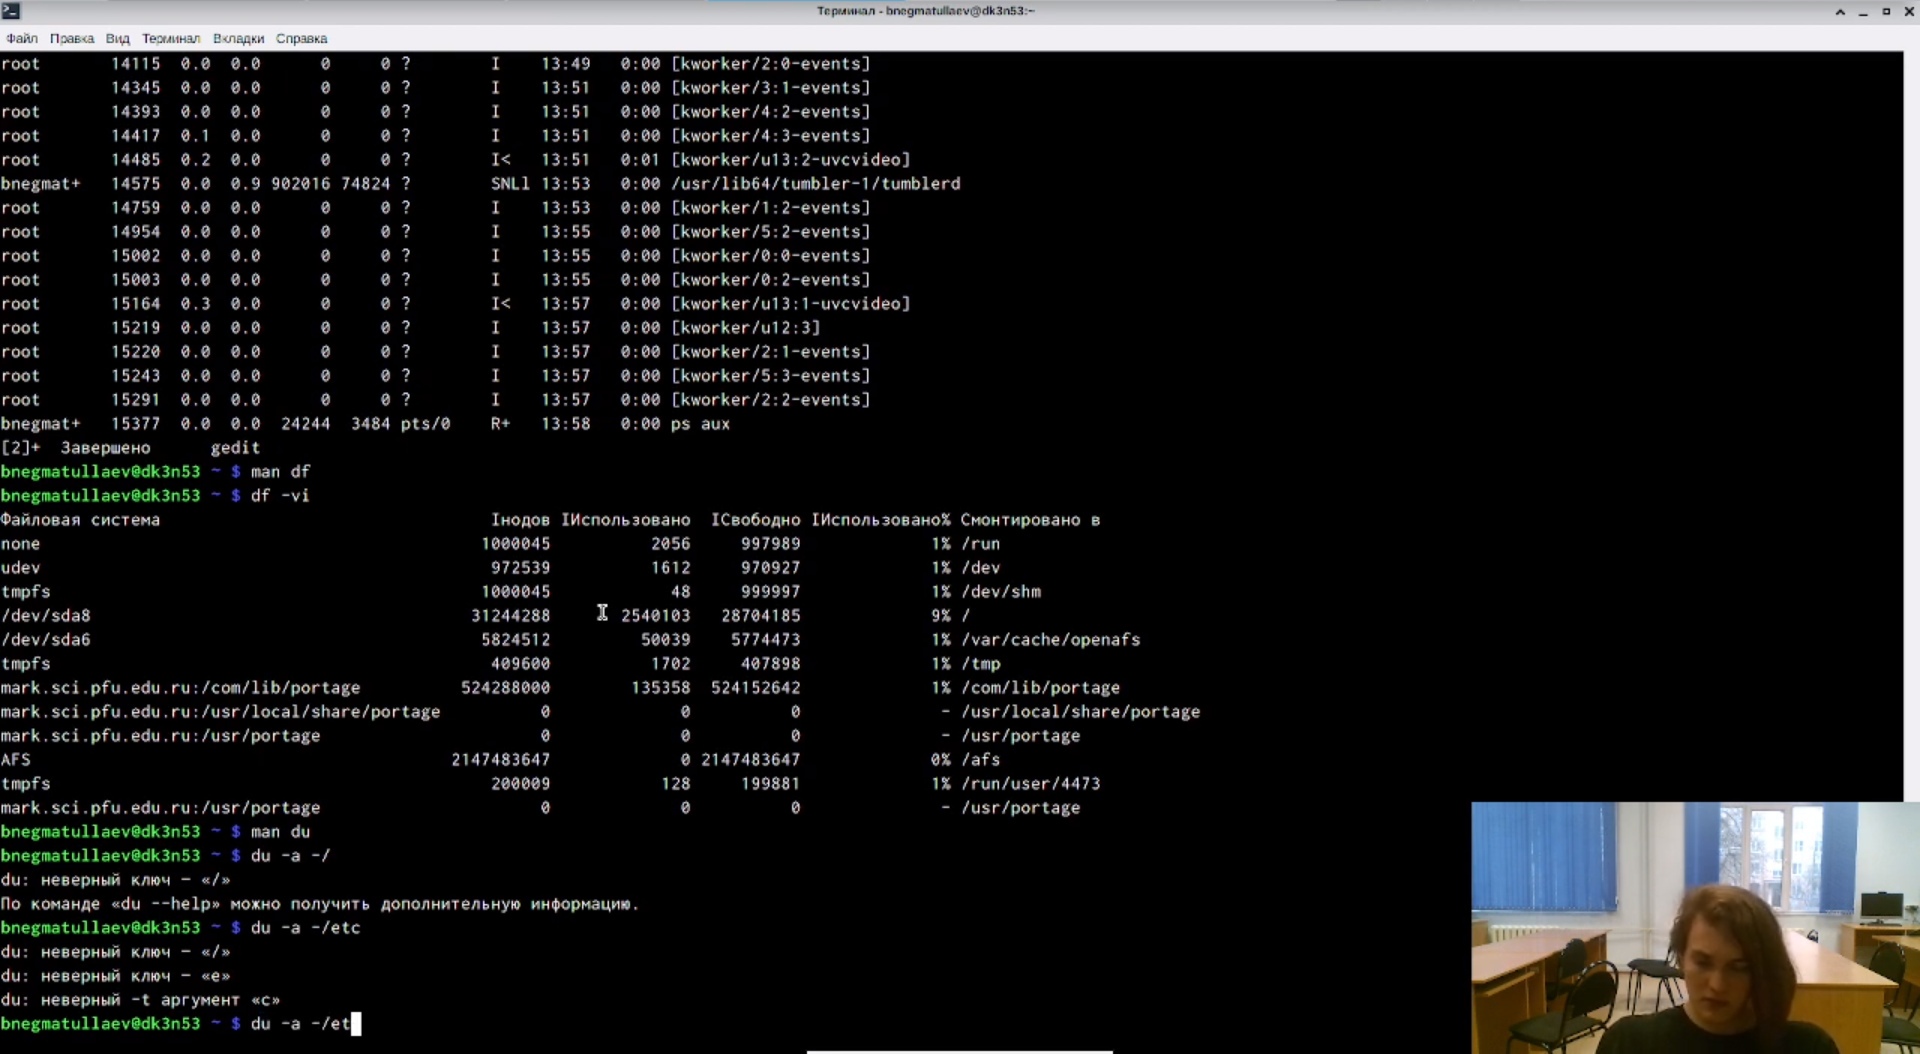 Терминал - bnegmatullaev@dk3n53:~
Файл Правка Вид Терминал Вкладки Справка
root 14115 0.0 0.0 0 0 ? I 13:49 0:00 [kworker/2:0-events]
root 14345 0.0 0.0 0 0 ? I 13:51 0:00 [kworker/3:1-events]
root 14393 0.0 0.0 0 0 ? I 13:51 0:00 [kworker/4:2-events]
root 14417 0.1 0.0 0 0 ? I 13:51 0:00 [kworker/4:3-events]
root 14485 0.2 0.0 0 0 ? I< 13:51 0:01 [kworker/u13:2-uvcvideo]
bnegmat+ 14575 0.0 0.9 902016 74824 ? SNLl 13:53 0:00 /usr/lib64/tumbler-1/tumblerd
root 14759 0.0 0.0 0 0 ? I 13:53 0:00 [kworker/1:2-events]
root 14954 0.0 0.0 0 0 ? I 13:55 0:00 [kworker/5:2-events]
root 15002 0.0 0.0 0 0 ? I 13:55 0:00 [kworker/0:0-events]
root 15003 0.0 0.0 0 0 ? I 13:55 0:00 [kworker/0:2-events]
root 15164 0.3 0.0 0 0 ? I< 13:57 0:00 [kworker/u13:1-uvcvideo]
root 15219 0.0 0.0 0 0 ? I 13:57 0:00 [kworker/u12:3]
root 15220 0.0 0.0 0 0 ? I 13:57 0:00 [kworker/2:1-events]
root 15243 0.0 0.0 0 0 ? I 13:57 0:00 [kworker/5:3-events]
root 15291 0.0 0.0 0 0 ? I 13:57 0:00 [kworker/2:2-events]
bnegmat+ 15377 0.0 0.0 24244 3484 pts/0 R+ 13:58 0:00 ps aux
[2]+ Завершено gedit
bnegmatullaev@dk3n53 ~ $ man df
bnegmatullaev@dk3n53 ~ $ df -vi
Файловая система Iнодов IИспользовано IСвободно IИспользовано% Cмонтировано в
none 1000045 2056 997989 1% /run
udev 972539 1612 970927 1% /dev
tmpfs 1000045 48 999997 1% /dev/shm
/dev/sda8 31244288 2540103 28704185 9% /
/dev/sda6 5824512 50039 5774473 1% /var/cache/openafs
tmpfs 409600 1702 407898 1% /tmp
mark.sci.pfu.edu.ru:/com/lib/portage 524288000 135358 524152642 1% /com/lib/portage
mark.sci.pfu.edu.ru:/usr/local/share/portage 0 0 0 - /usr/local/share/portage
mark.sci.pfu.edu.ru:/usr/portage 0 0 0 - /usr/portage
AFS 2147483647 0 2147483647 0% /afs
tmpfs 200009 128 199881 1% /run/user/4473
mark.sci.pfu.edu.ru:/usr/portage 0 0 0 - /usr/portage
bnegmatullaev@dk3n53 ~ $ man du
bnegmatullaev@dk3n53 ~ $ du -a -/
du: неверный ключ — «/»
По команде «du --help» можно получить дополнительную информацию.
bnegmatullaev@dk3n53 ~ $ du -a -/etc
du: неверный ключ — «/»
du: неверный ключ — «e»
du: неверный -t аргумент «c»
bnegmatullaev@dk3n53 ~ $ du -a -/et